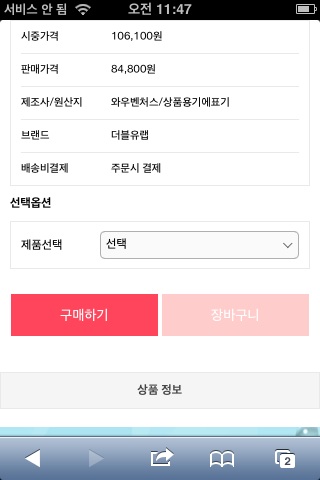 서비스 안 됨 오전 11:47
시중가격 106,100원
판매가격 84,800원
제조사/원산지 와우벤처스/상품용기에표기
브랜드 더블유랩
배송비결제 주문시 결제
선택옵션
제품선택 선택
구매하기 장바구니
상품 정보
2